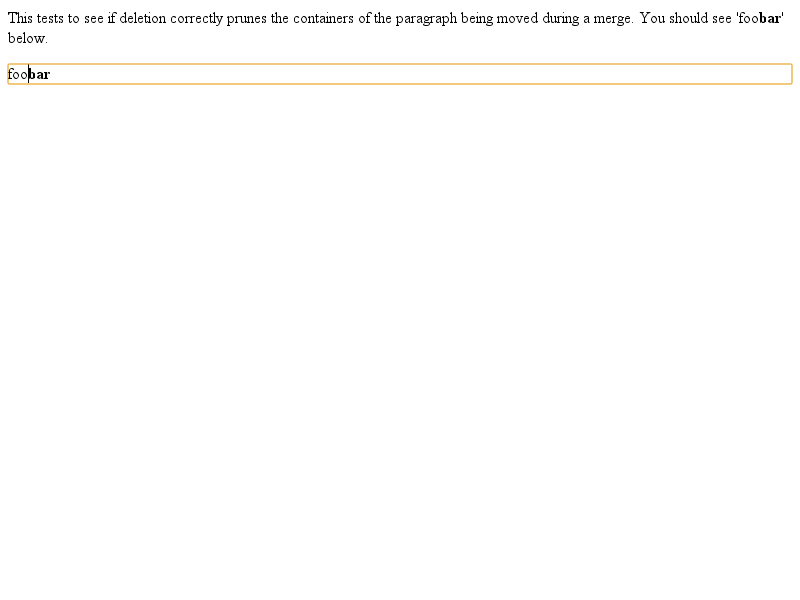 This tests to see if deletion correctly prunes the containers of the paragraph being moved during a merge. You should see 'foobar'
below.
foobar